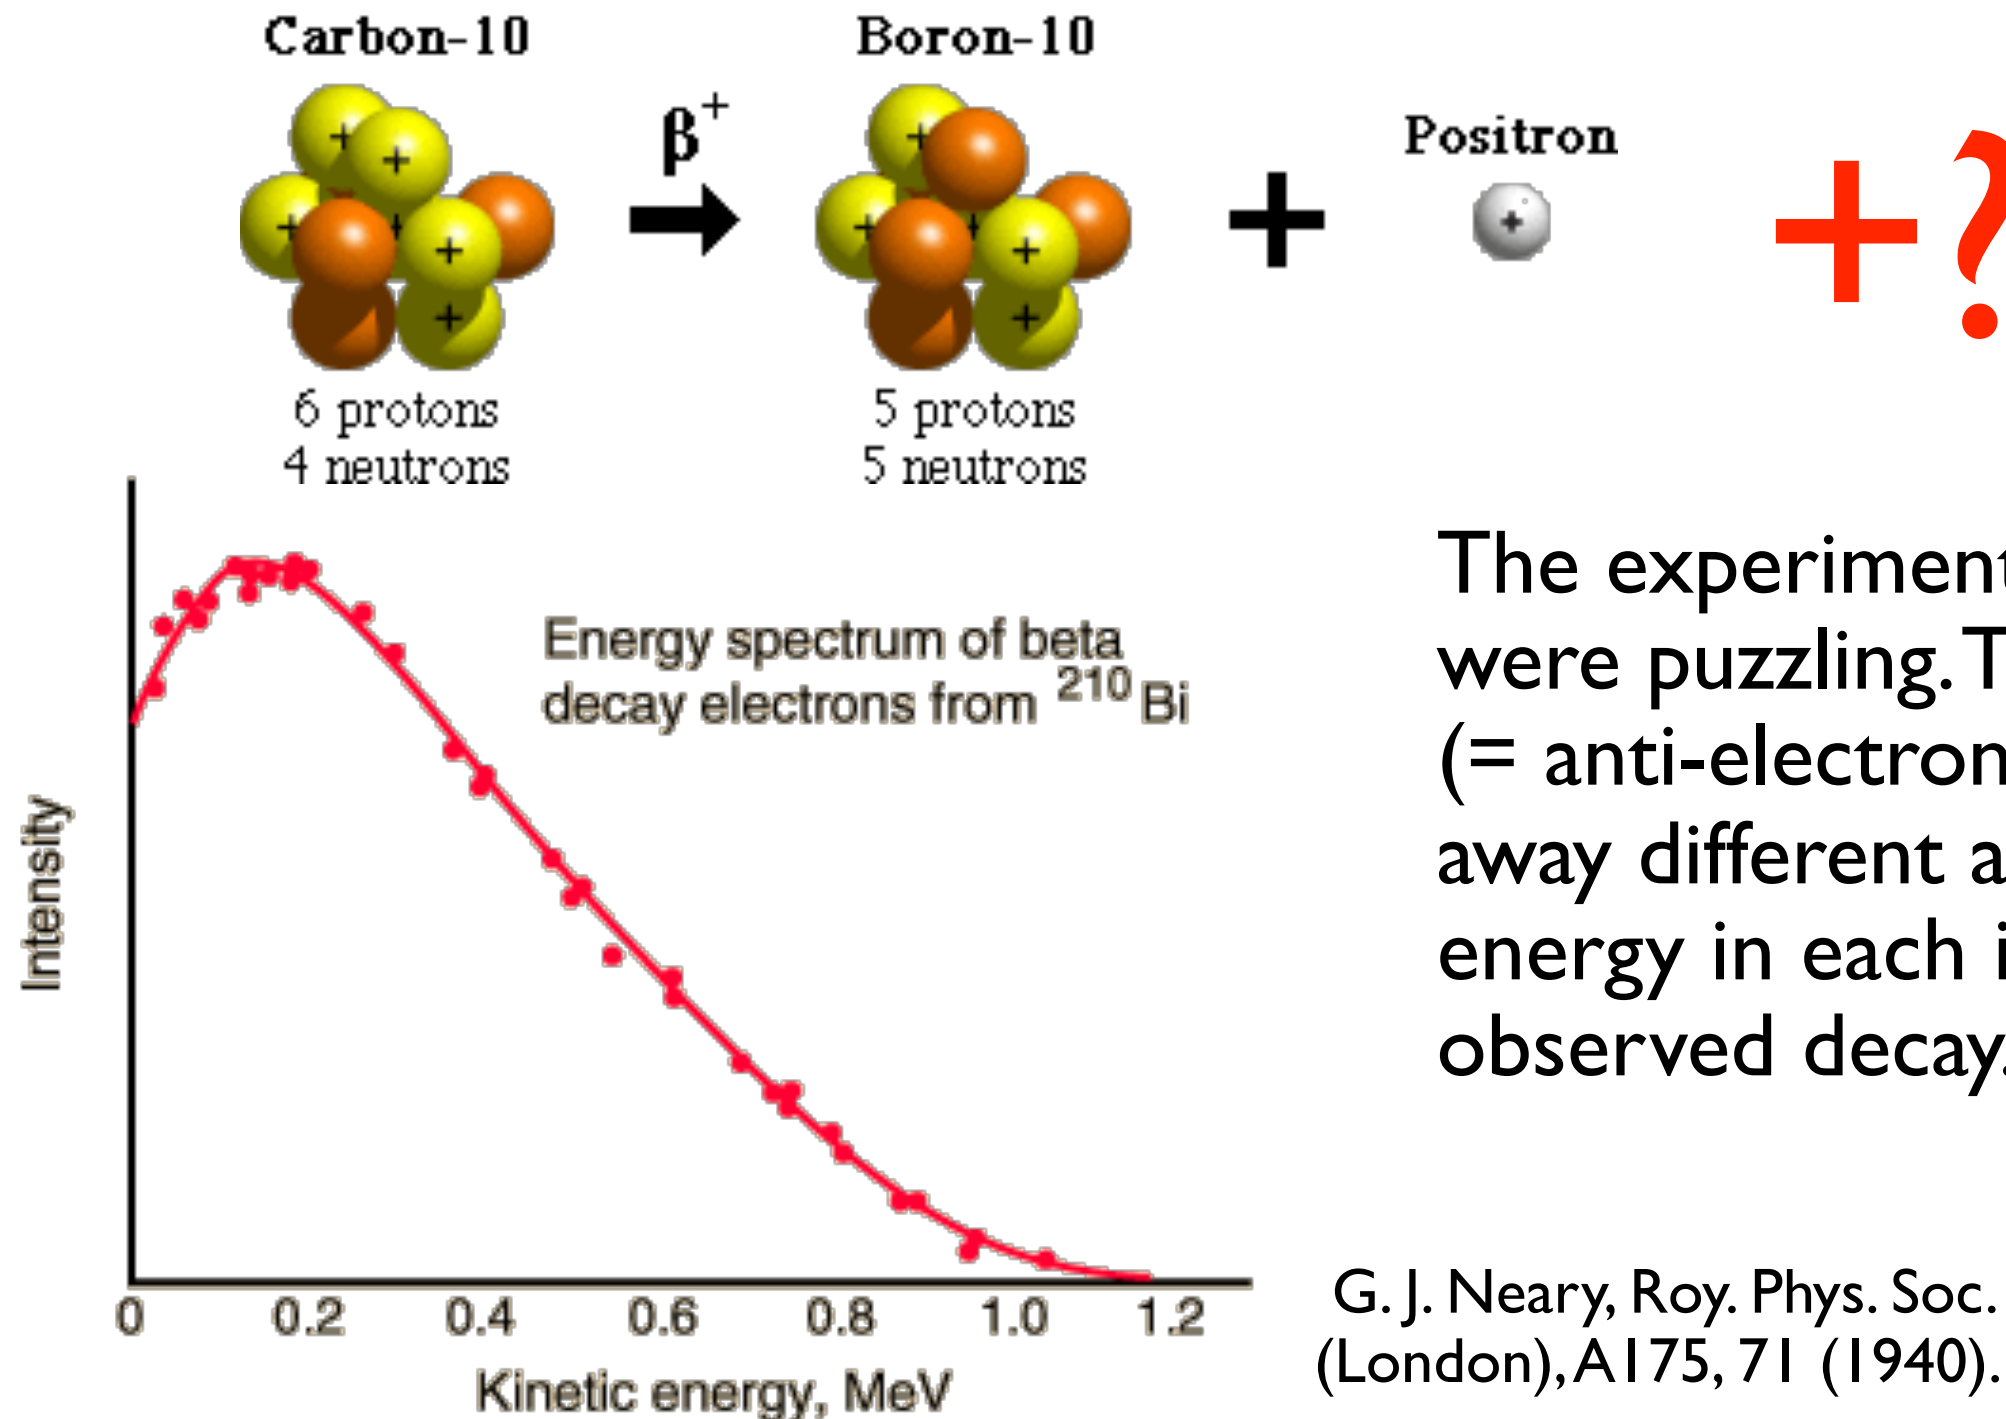 Carbon-10
Boron-10
β+
Positron
+
+?
6 protons
4 neutrons
5 protons
5 neutrons
Energy spectrum of beta
decay electrons from 210Bi
Intensity
0 0.2 0.4 0.6 0.8 1.0 1.2
Kinetic energy, MeV
The experiment
were puzzling. T
(= anti-electron
away different a
energy in each i
observed decay.
G. J. Neary, Roy. Phys. Soc.
(London), A175, 71 (1940).